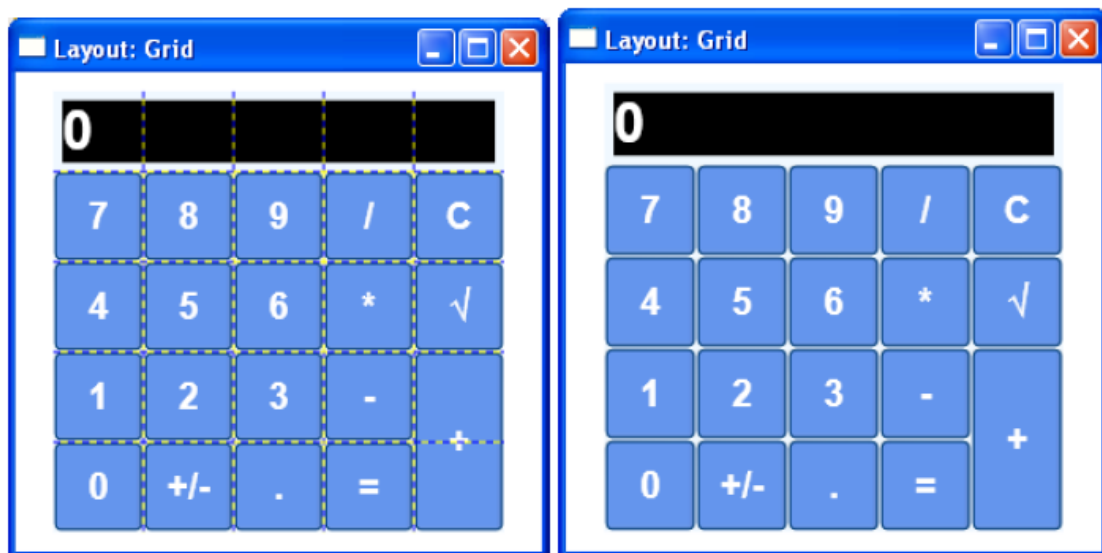 Layout: Grid
0
7 8 9 / C
4 5 6 * √
1 2 3 -
+
0 +/- . =
Layout: Grid
0
7 8 9 / C
4 5 6 * √
1 2 3 -
+
0 +/- . =